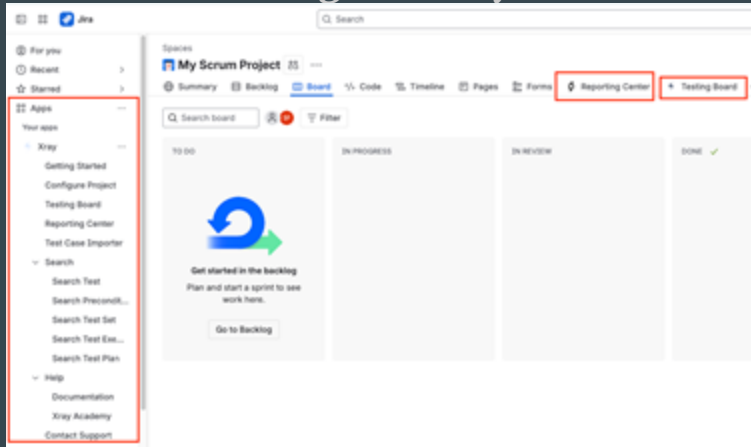 Jira
Search
For you
Recent
Starred
Apps
Your apps
Xray
Getting Started
Configure Project
Testing Board
Reporting Center
Test Case Importer
Search
Search Test
Search Precondit...
Search Test Set
Search Test Exe...
Search Test Plan
Help
Documentation
Xray Academy
Contact Support
Spaces
My Scrum Project
Summary Backlog Board Code Timeline Pages Forms Reporting Center Testing Board
Search board Filter
TO DO IN PROGRESS IN REVIEW DONE
Get started in the backlog
Plan and start a sprint to see
work here.
Go to Backlog